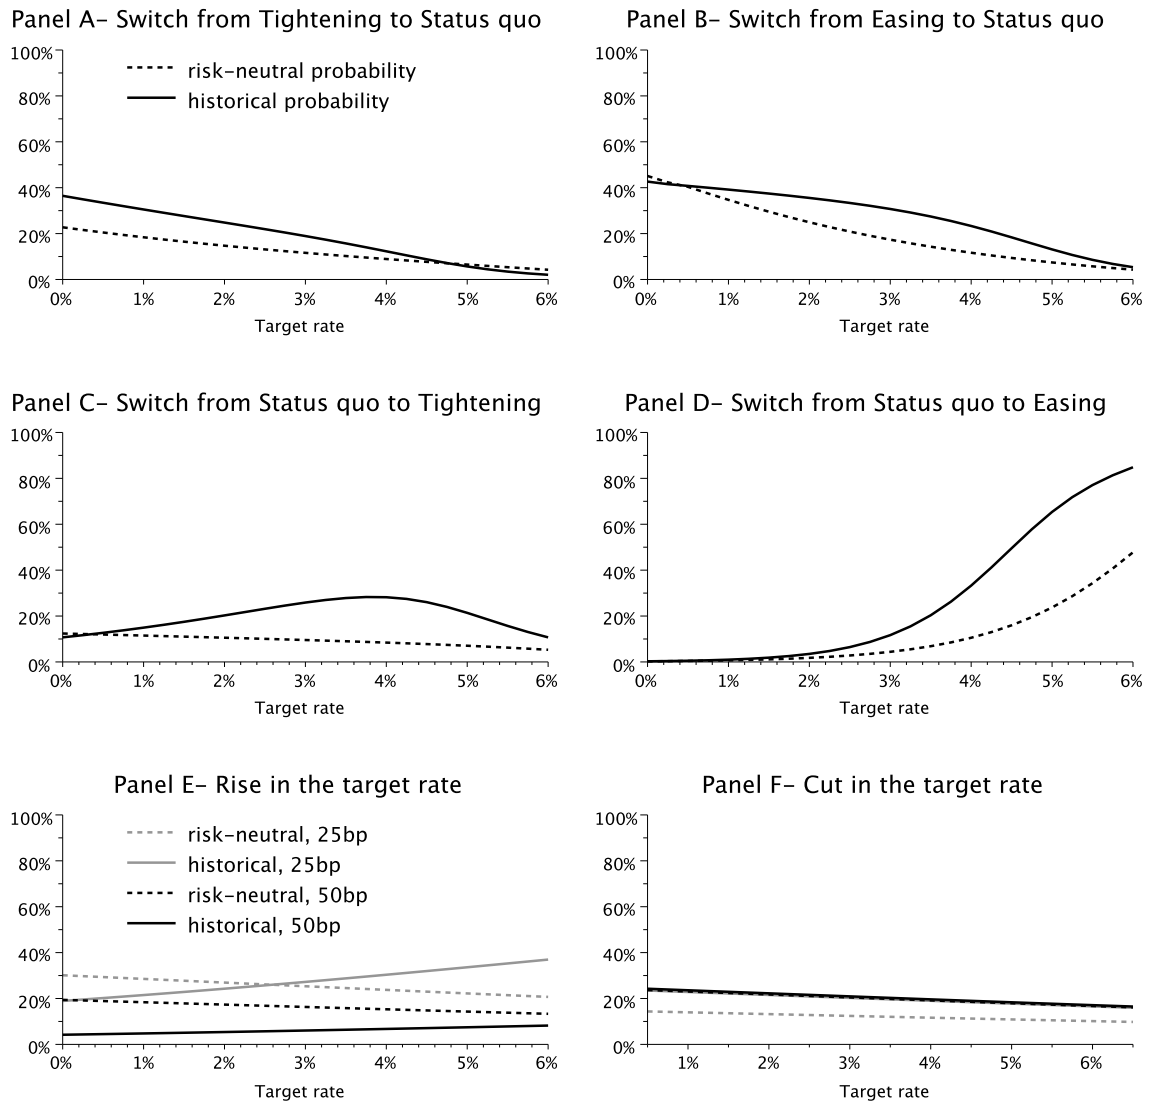 Panel A– Switch from Tightening to Status quo
100%
80%
60%
40%
20%
0%
risk–neutral probability
historical probability
0% 1% 2% 3% 4% 5% 6%
Target rate
Panel B– Switch from Easing to Status quo
100%
80%
60%
40%
20%
0%
0% 1% 2% 3% 4% 5% 6%
Target rate
Panel C– Switch from Status quo to Tightening
100%
80%
60%
40%
20%
0%
0% 1% 2% 3% 4% 5% 6%
Target rate
Panel D– Switch from Status quo to Easing
100%
80%
60%
40%
20%
0%
0% 1% 2% 3% 4% 5% 6%
Target rate
Panel E– Rise in the target rate
100%
80%
60%
40%
20%
0%
risk–neutral, 25bp
historical, 25bp
risk–neutral, 50bp
historical, 50bp
0% 1% 2% 3% 4% 5% 6%
Target rate
Panel F– Cut in the target rate
100%
80%
60%
40%
20%
0%
1% 2% 3% 4% 5% 6%
Target rate